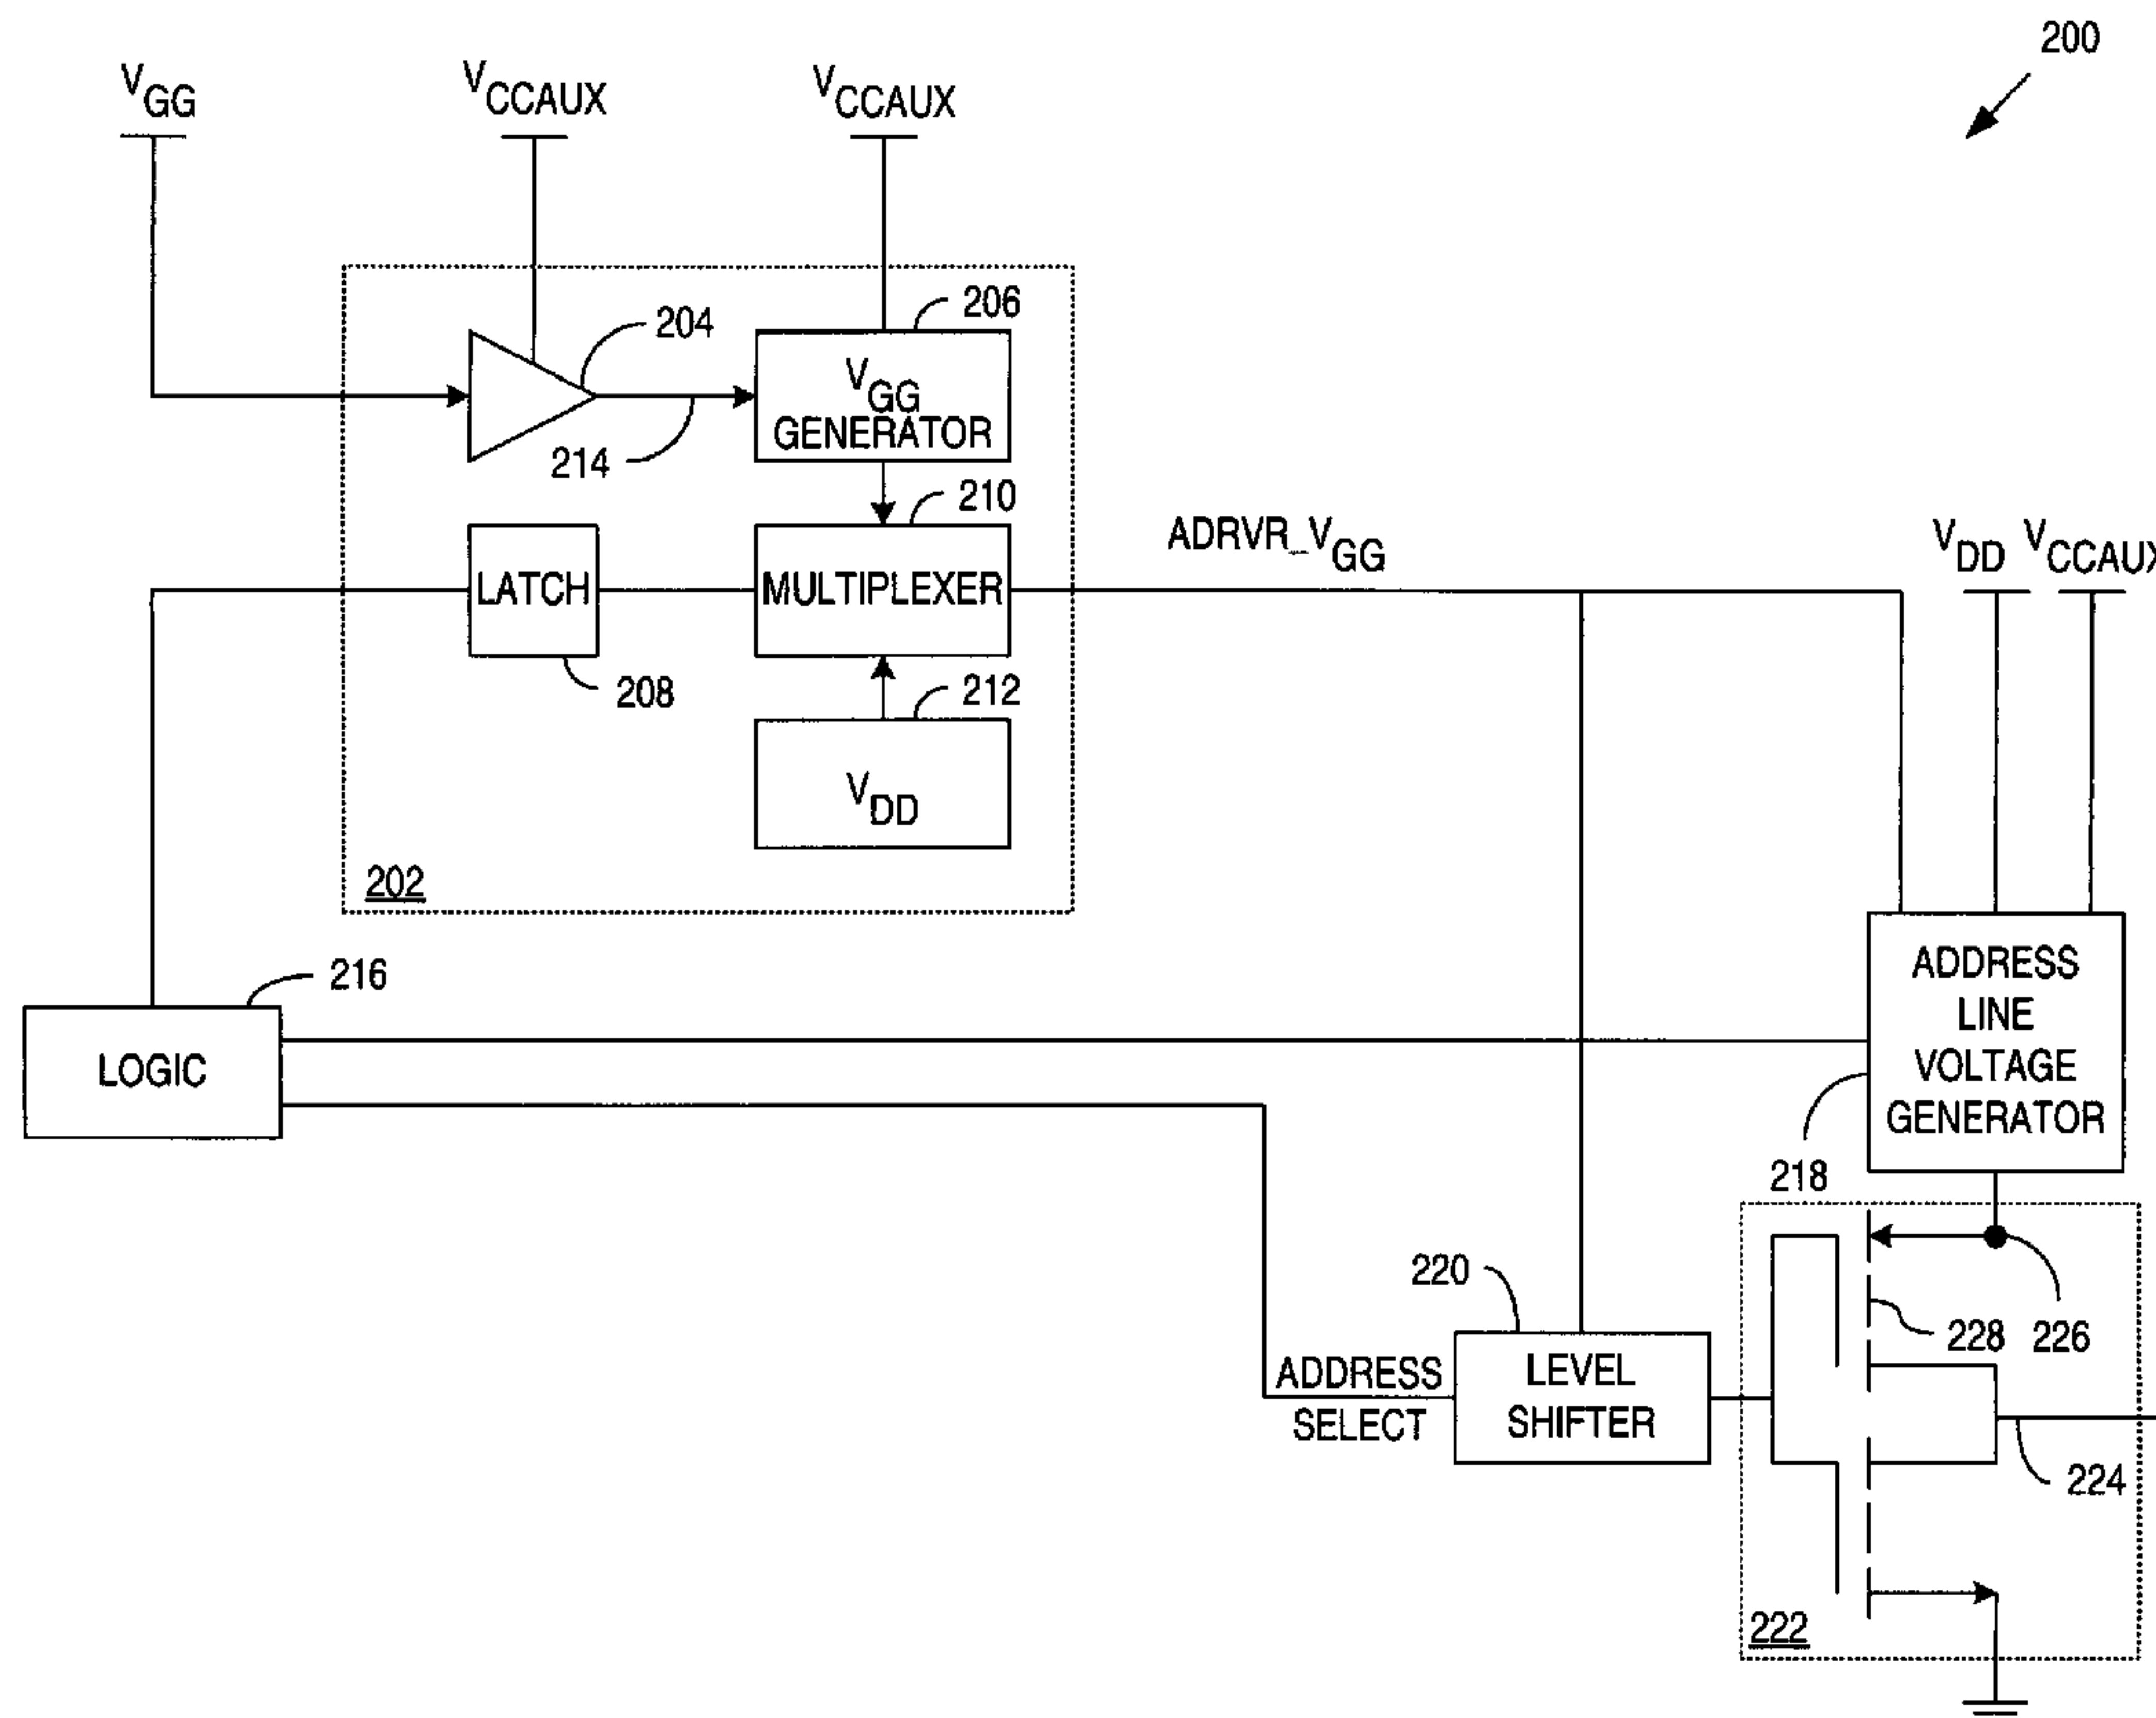 200
VGG
VCCAUX
VCCAUX
206
204
VGG
GENERATOR
214
210
ADRVR_VGG
VDD VCCAUX
LATCH
MULTIPLEXER
208
212
VDD
202
216
LOGIC
ADDRESS
LINE
VOLTAGE
GENERATOR
218
220
228
226
ADDRESS
SELECT
LEVEL
SHIFTER
224
222